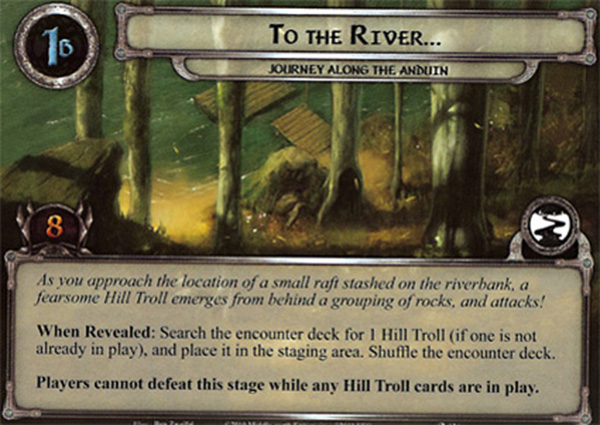 1B
TO THE RIVER...
JOURNEY ALONG THE ANDUIN
8
As you approach the location of a small raft stashed on the riverbank, a
fearsome Hill Troll emerges from behind a grouping of rocks, and attacks!
When Revealed: Search the encounter deck for 1 Hill Troll (if one is not
already in play), and place it in the staging area. Shuffle the encounter deck.
Players cannot defeat this stage while any Hill Troll cards are in play.